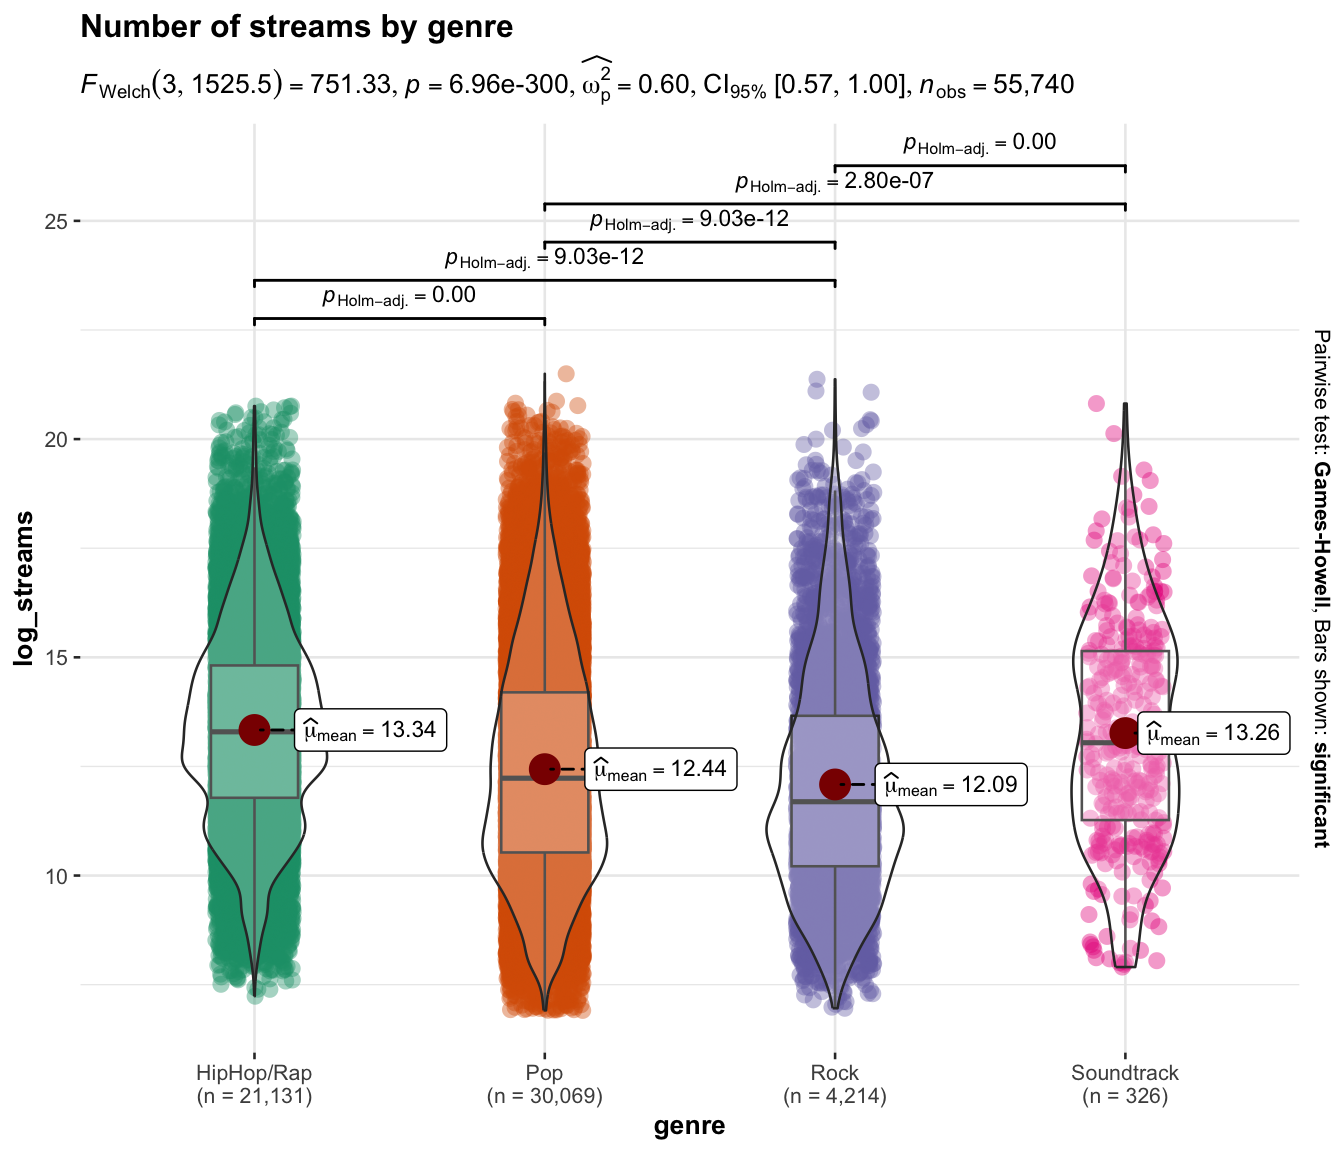 Number of streams by genre
F_Welch(3, 1525.5) = 751.33, p = 6.96e-300, ω̂²_p = 0.60, CI_95% [0.57, 1.00], n_obs = 55,740
p_Holm−adj. = 0.00
p_Holm−adj. = 2.80e-07
p_Holm−adj. = 9.03e-12
p_Holm−adj. = 9.03e-12
p_Holm−adj. = 0.00
25
20
15
10
log_streams
μ̂_mean = 13.34
μ̂_mean = 12.44
μ̂_mean = 12.09
μ̂_mean = 13.26
Pairwise test: Games-Howell, Bars shown: significant
HipHop/Rap
(n = 21,131)
Pop
(n = 30,069)
Rock
(n = 4,214)
Soundtrack
(n = 326)
genre